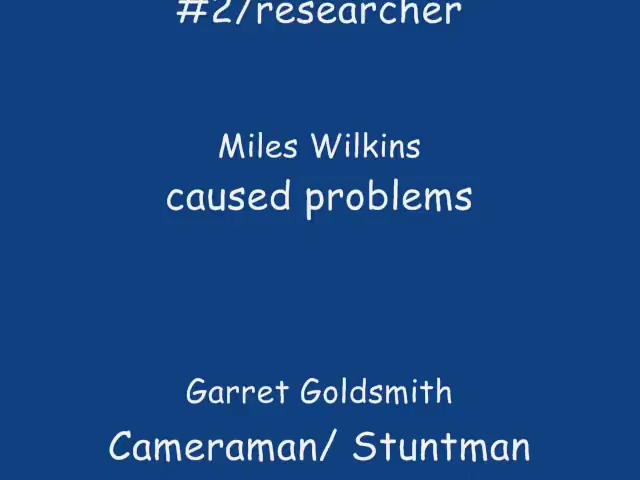 #2/researcher
Miles Wilkins
caused problems
Garret Goldsmith
Cameraman/ Stuntman